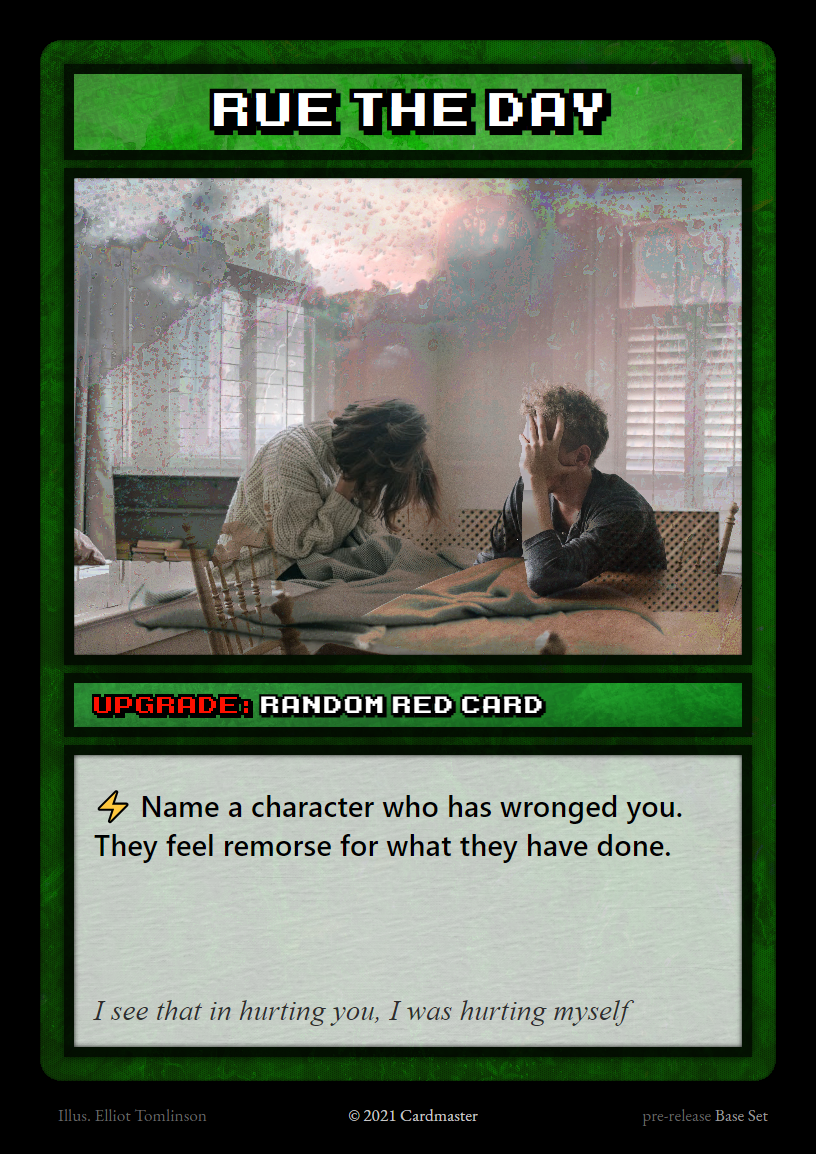 RUE THE DAY
UPGRADE: RANDOM RED CARD
⚡ Name a character who has wronged you.
They feel remorse for what they have done.
I see that in hurting you, I was hurting myself
Illus. Elliot Tomlinson © 2021 Cardmaster pre-release Base Set